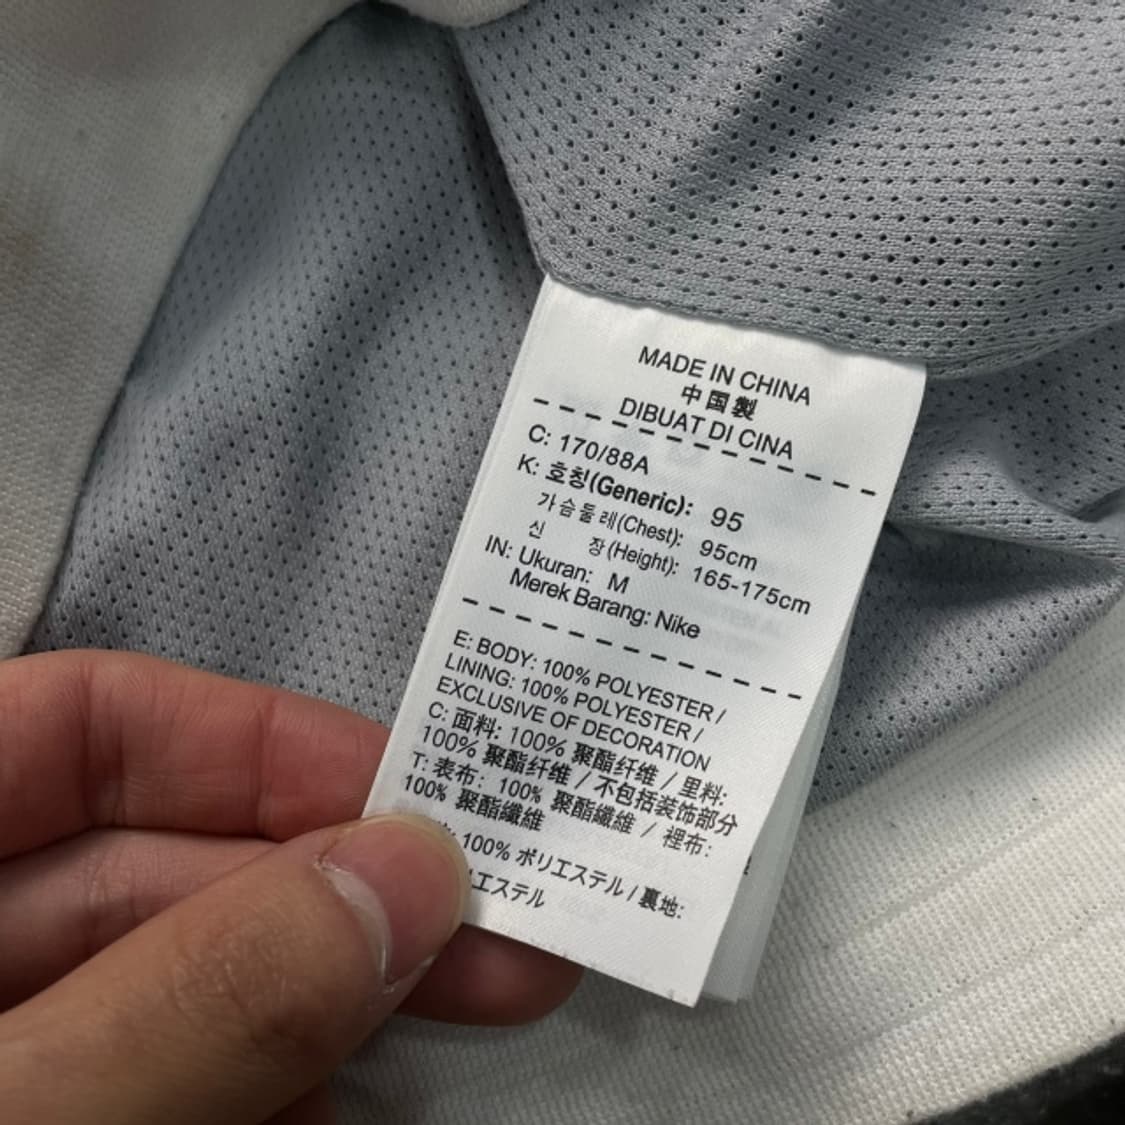 MADE IN CHINA
中国製
DIBUAT DI CINA
C: 170/88A
K: 호칭(Generic): 95
가슴둘레(Chest): 95cm
신 장(Height): 165-175cm
IN: Ukuran: M
Merek Barang: Nike
E: BODY: 100% POLYESTER /
LINING: 100% POLYESTER /
EXCLUSIVE OF DECORATION
C: 面料: 100% 聚酯纤维 / 里料:
100% 聚酯纤维 / 不包括装饰部分
T: 表布: 100% 聚酯纖維 / 裡布:
100% 聚酯纖維
100% ポリエステル / 裏地:
エステル